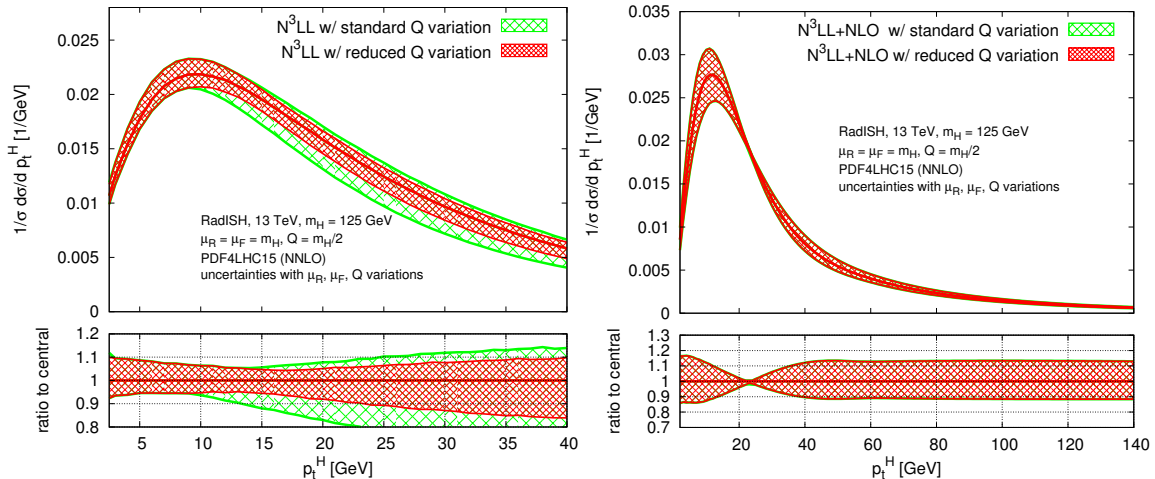 N³LL w/ standard Q variation
N³LL w/ reduced Q variation
1/σ dσ/d pₜᴴ [1/GeV]
0.025
0.02
0.015
0.01
0.005
0
RadISH, 13 TeV, m_H = 125 GeV
μ_R = μ_F = m_H, Q = m_H/2
PDF4LHC15 (NNLO)
uncertainties with μ_R, μ_F, Q variations
ratio to central
1.2
1.1
1
0.9
0.8
5 10 15 20 25 30 35 40
pₜᴴ [GeV]
N³LL+NLO w/ standard Q variation
N³LL+NLO w/ reduced Q variation
1/σ dσ/d pₜᴴ [1/GeV]
0.035
0.03
0.025
0.02
0.015
0.01
0.005
0
RadISH, 13 TeV, m_H = 125 GeV
μ_R = μ_F = m_H, Q = m_H/2
PDF4LHC15 (NNLO)
uncertainties with μ_R, μ_F, Q variations
ratio to central
1.3
1.2
1.1
1
0.9
0.8
0.7
20 40 60 80 100 120 140
pₜᴴ [GeV]